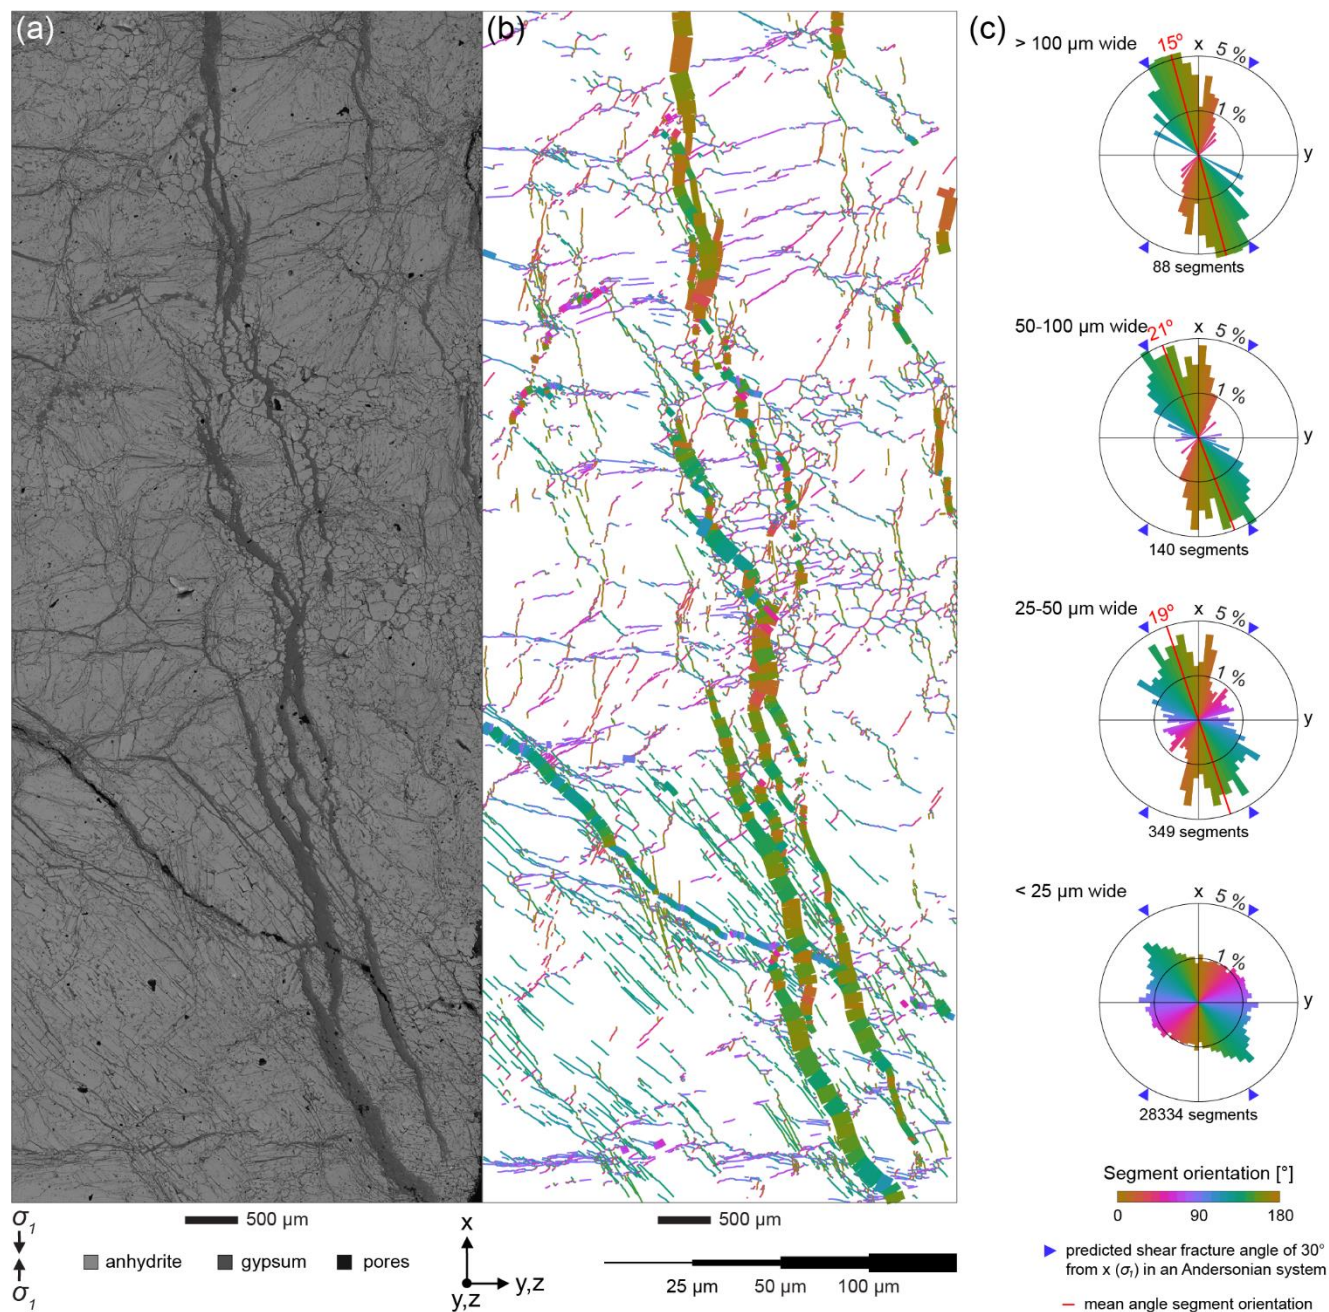 (a)
(b)
(c)
> 100 µm wide
15º
x
5 %
1 %
y
88 segments
50-100 µm wide
21º
x
5 %
1 %
y
140 segments
25-50 µm wide
19º
x
5 %
1 %
y
349 segments
< 25 µm wide
x
5 %
1 %
y
28334 segments
Segment orientation [°]
0 90 180
predicted shear fracture angle of 30°
from x (σ1) in an Andersonian system
mean angle segment orientation
σ1
σ1
500 µm
anhydrite gypsum pores
x
y,z
y,z
500 µm
25 µm 50 µm 100 µm